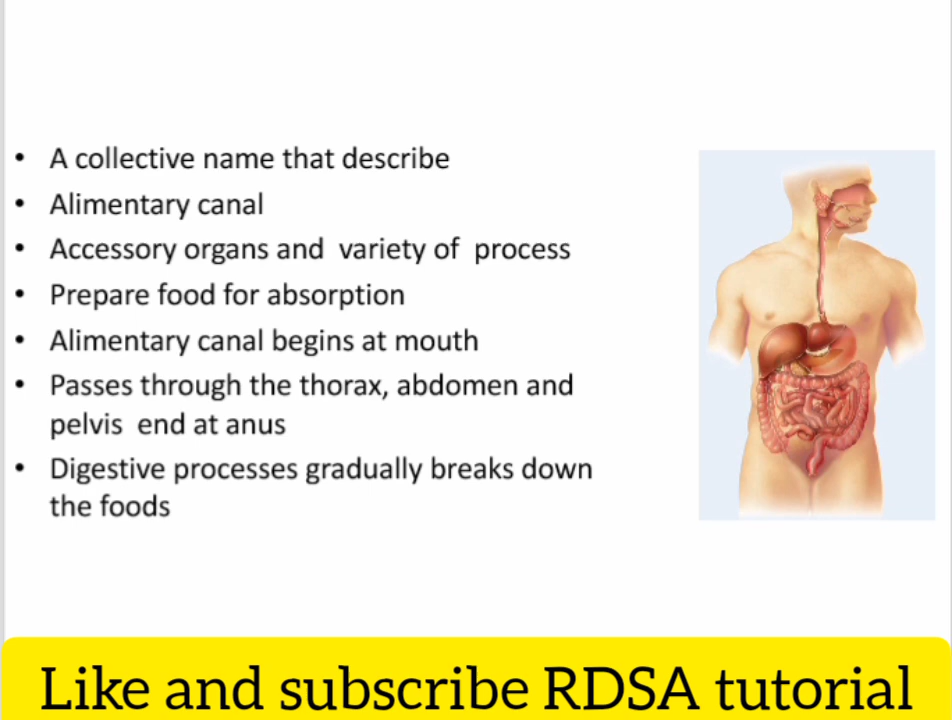 • A collective name that describe
• Alimentary canal
• Accessory organs and variety of process
• Prepare food for absorption
• Alimentary canal begins at mouth
• Passes through the thorax, abdomen and
pelvis end at anus
• Digestive processes gradually breaks down
the foods
Like and subscribe RDSA tutorial